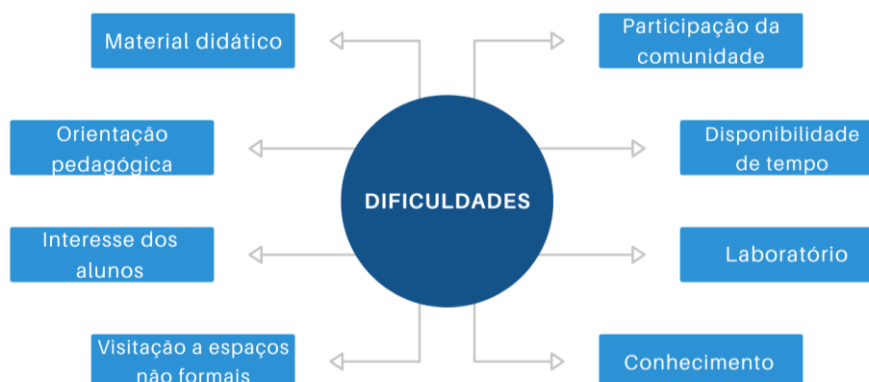 Material didático
Participação da
comunidade
Orientação
pedagógica
Disponibilidade
de tempo
DIFICULDADES
Interesse dos
alunos
Laboratório
Visitação a espaços
não formais
Conhecimento